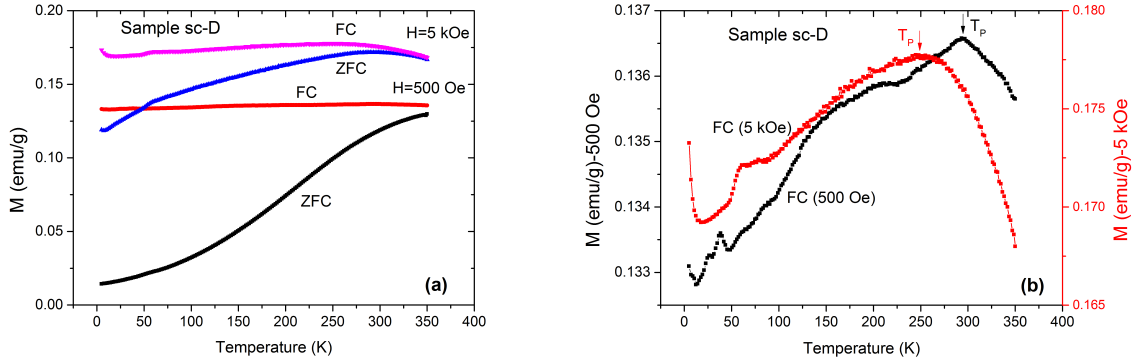 Sample sc-D
FC
H=5 kOe
ZFC
H=500 Oe
FC
ZFC
(a)
M (emu/g)
0.20
0.15
0.10
0.05
0.00
0 50 100 150 200 250 300 350 400
Temperature (K)
Sample sc-D
TP
TP
FC (5 kOe)
FC (500 Oe)
(b)
M (emu/g)-500 Oe
0.137
0.136
0.135
0.134
0.133
M (emu/g)-5 kOe
0.180
0.175
0.170
0.165
0 50 100 150 200 250 300 350 400
Temperature (K)